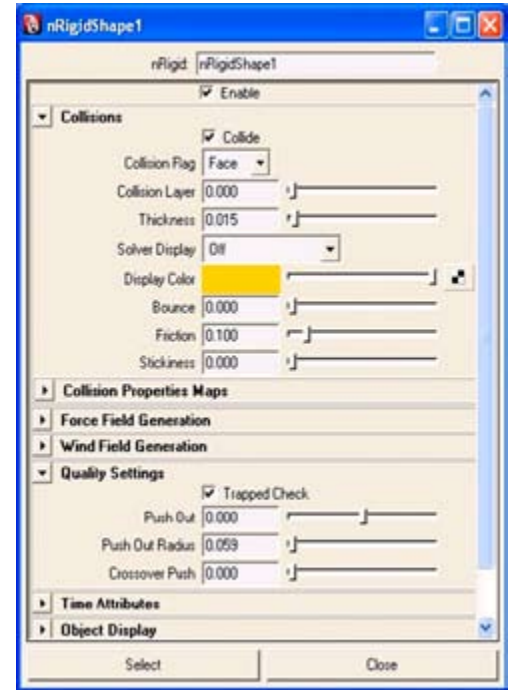 nRigidShape1
nRigid: nRigidShape1
Enable
Collisions
Collide
Collision Flag Face
Collision Layer 0.000
Thickness 0.015
Solver Display Off
Display Color
Bounce 0.000
Friction 0.100
Stickiness 0.000
Collision Properties Maps
Force Field Generation
Wind Field Generation
Quality Settings
Trapped Check
Push Out 0.000
Push Out Radius 0.059
Crossover Push 0.000
Time Attributes
Object Display
Select Close